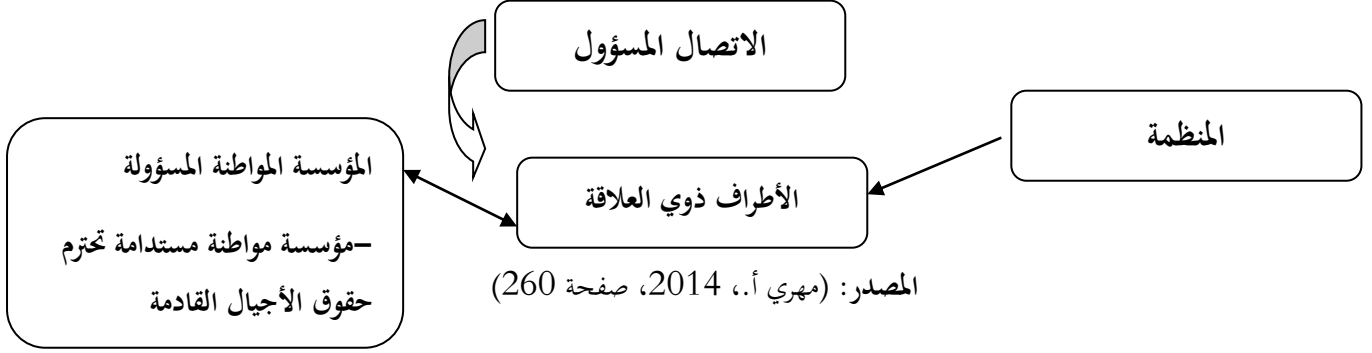 الاتصال المسؤول
المنظمة
الأطراف ذوي العلاقة
المؤسسة المواطنة المسؤولة
–مؤسسة مواطنة مستدامة تحترم
حقوق الأجيال القادمة
المصدر: (مهري أ.، 2014، صفحة 260)